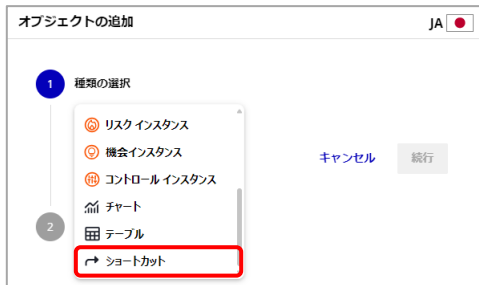 オブジェクトの追加
JA
1 種類の選択
リスク インスタンス
機会インスタンス
コントロール インスタンス
チャート
テーブル
ショートカット
キャンセル 続行
2